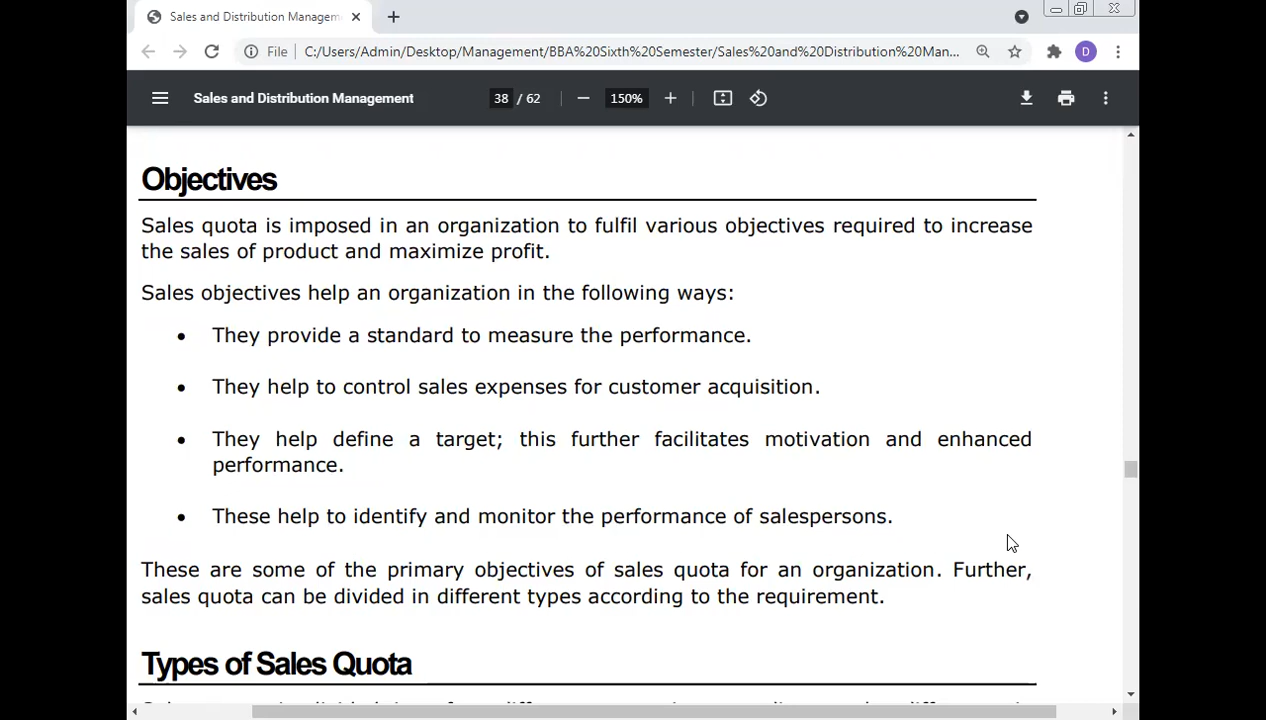 Sales and Distribution Managem
File C:/Users/Admin/Desktop/Management/BBA%20Sixth%20Semester/Sales%20and%20Distribution%20Man...
D
Sales and Distribution Management
38 / 62
150%
Objectives
Sales quota is imposed in an organization to fulfil various objectives required to increase
the sales of product and maximize profit.
Sales objectives help an organization in the following ways:
• They provide a standard to measure the performance.
• They help to control sales expenses for customer acquisition.
• They help define a target; this further facilitates motivation and enhanced
performance.
• These help to identify and monitor the performance of salespersons.
These are some of the primary objectives of sales quota for an organization. Further,
sales quota can be divided in different types according to the requirement.
Types of Sales Quota